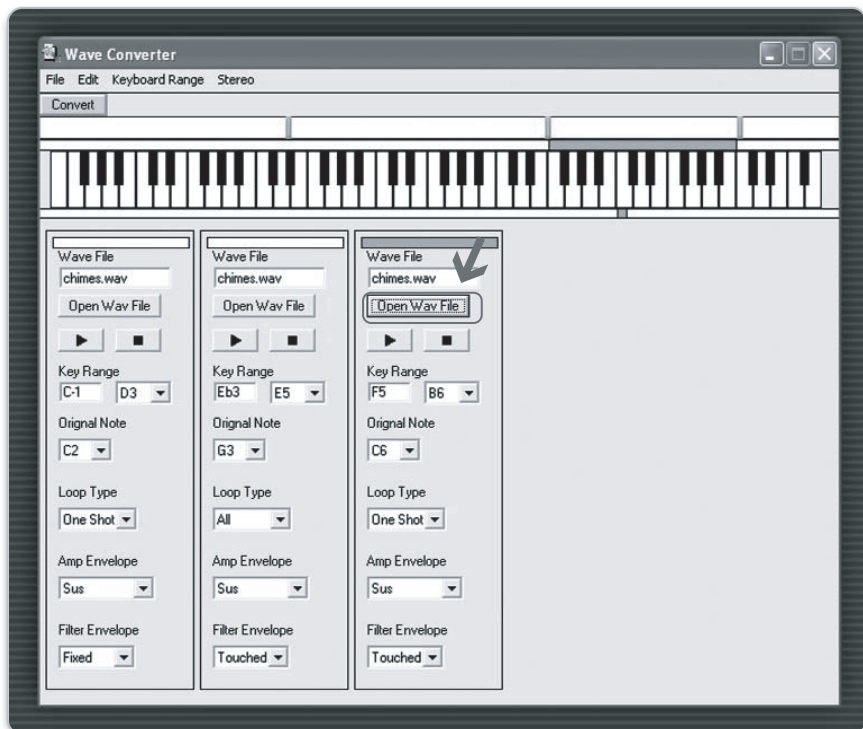 Wave Converter
File Edit Keyboard Range Stereo
Convert
Wave File
chimes.wav
Open Wav File
Key Range
C-1 D3
Orignal Note
C2
Loop Type
One Shot
Amp Envelope
Sus
Filter Envelope
Fixed
Wave File
chimes.wav
Open Wav File
Key Range
Eb3 E5
Orignal Note
G3
Loop Type
All
Amp Envelope
Sus
Filter Envelope
Touched
Wave File
chimes.wav
Open Wav File
Key Range
F5 B6
Orignal Note
C6
Loop Type
One Shot
Amp Envelope
Sus
Filter Envelope
Touched